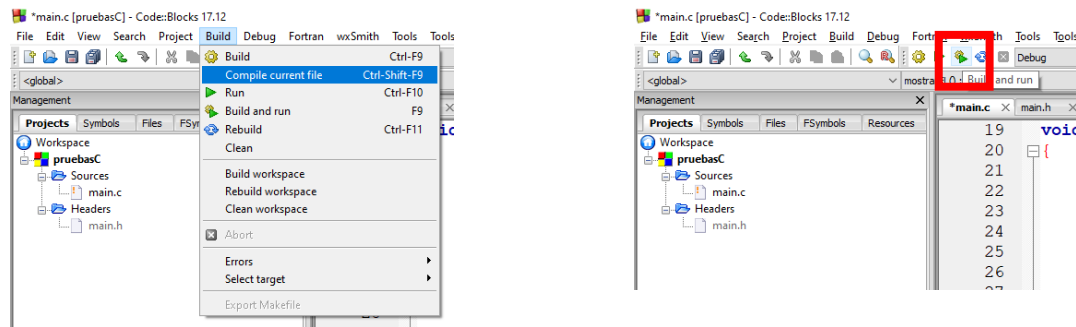 *main.c [pruebasC] - Code::Blocks 17.12
File Edit View Search Project Build Debug Fortran wxSmith Tools Tools
<global>
Management
Projects Symbols Files FSy
Workspace
pruebasC
Sources
main.c
Headers
main.h
Build Ctrl-F9
Compile current file Ctrl-Shift-F9
Run Ctrl-F10
Build and run F9
Rebuild Ctrl-F11
Clean
Build workspace
Rebuild workspace
Clean workspace
Abort
Errors
Select target
Export Makefile
*main.c [pruebasC] - Code::Blocks 17.12
File Edit View Search Project Build Debug Tools Tools
Debug
<global> mostra
Build and run
Management
*main.c main.h
Projects Symbols Files FSymbols Resources
Workspace
pruebasC
Sources
main.c
Headers
main.h
19 voic
20 {
21
22
23
24
25
26